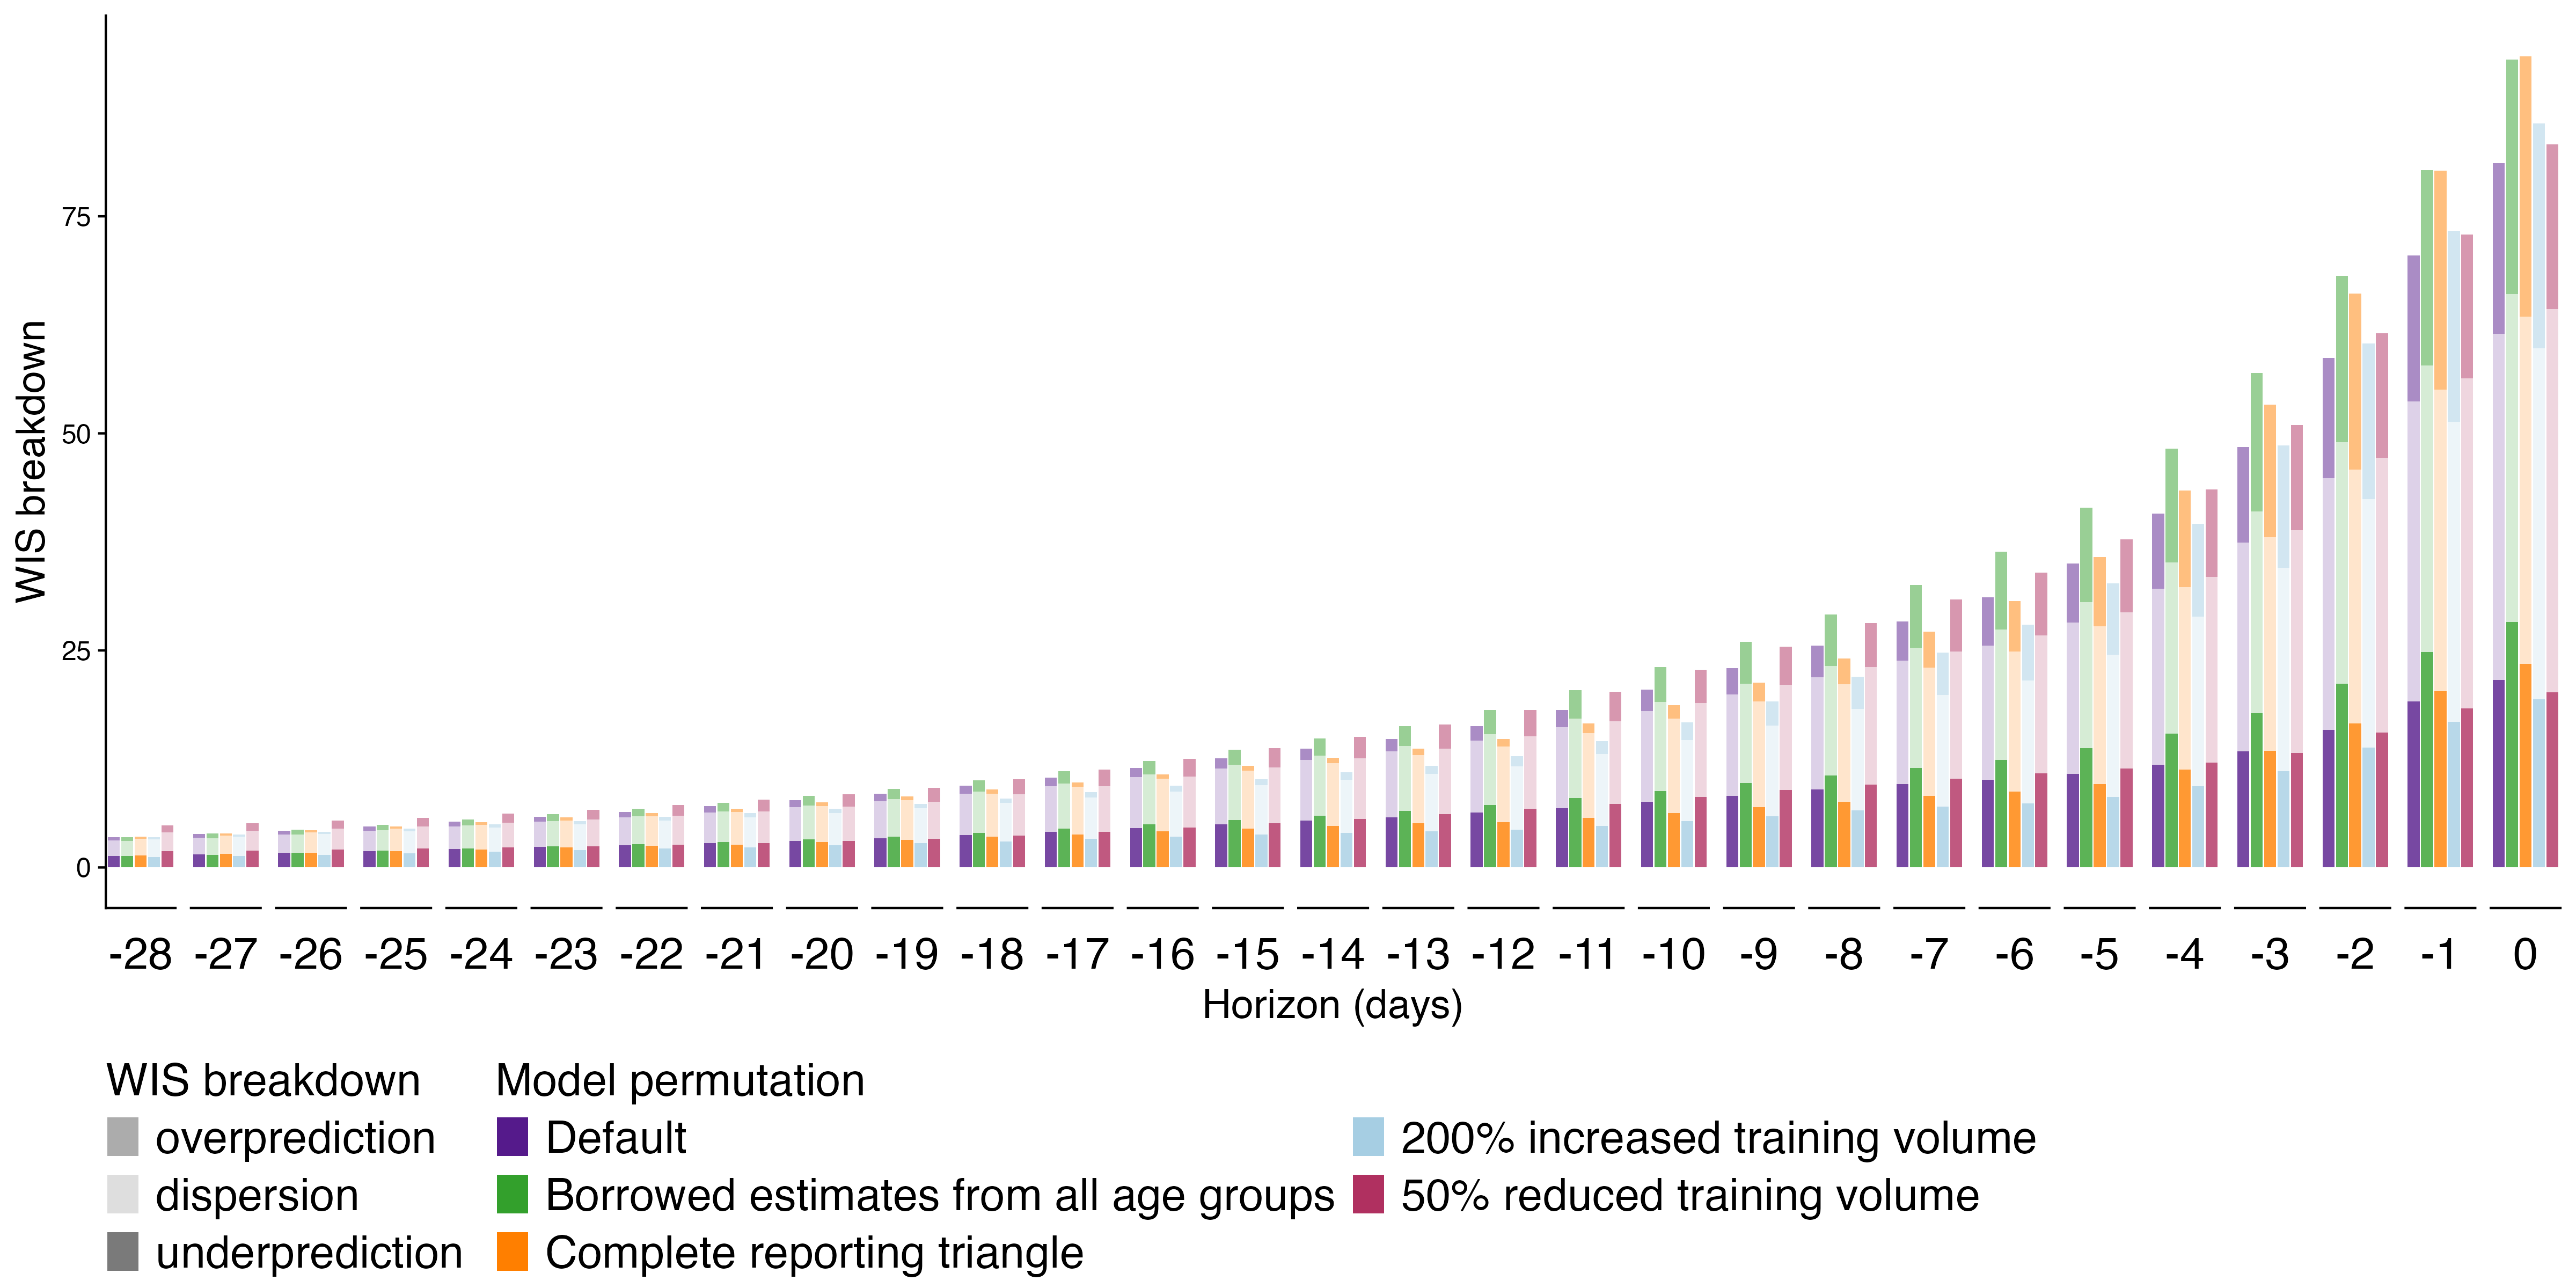 WIS breakdown
75
50
25
0
-28 -27 -26 -25 -24 -23 -22 -21 -20 -19 -18 -17 -16 -15 -14 -13 -12 -11 -10 -9 -8 -7 -6 -5 -4 -3 -2 -1 0
Horizon (days)
WIS breakdown
overprediction
dispersion
underprediction
Model permutation
Default
Borrowed estimates from all age groups
Complete reporting triangle
200% increased training volume
50% reduced training volume